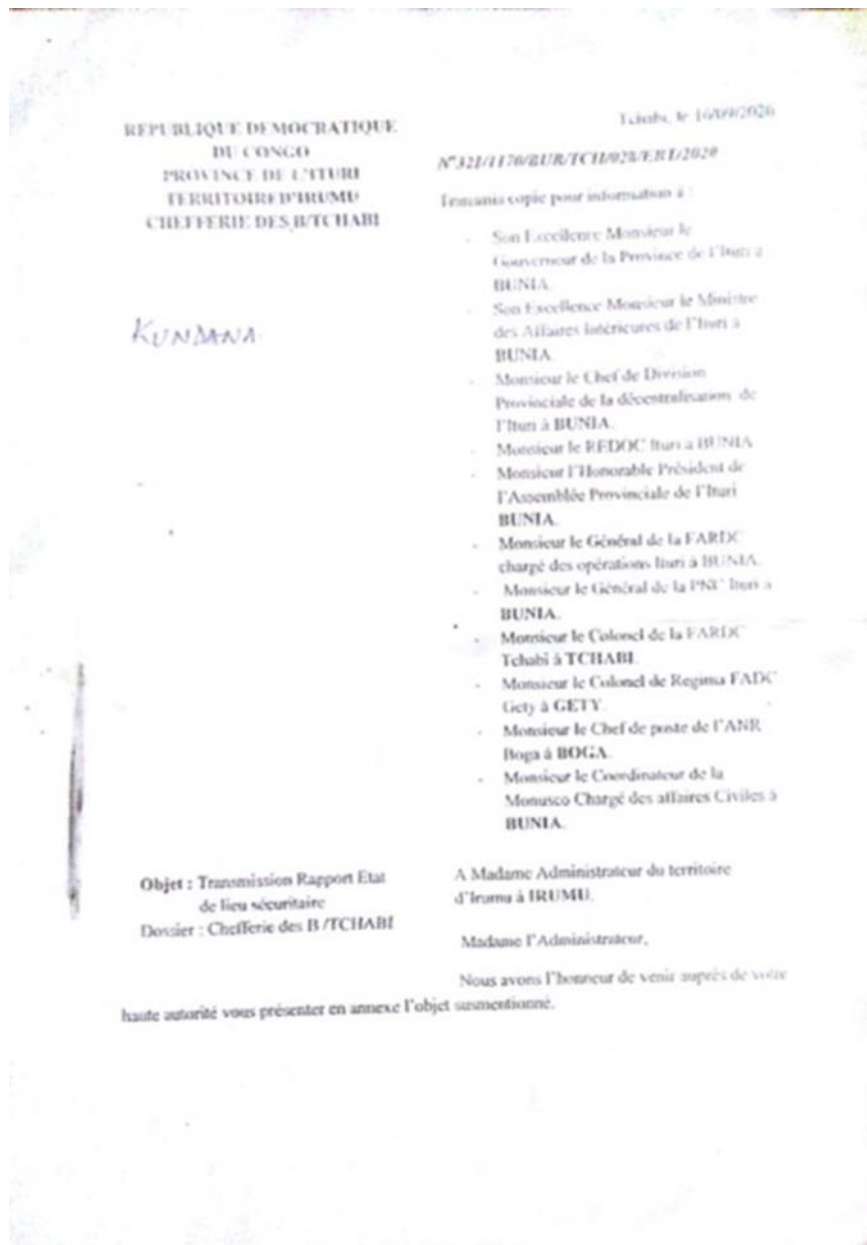 REPUBLIQUE DEMOCRATIQUE
DU CONGO
PROVINCE DE L'ITURI
TERRITOIRE D'IRUMU
CHEFFERIE DES B/TCHABI
KUNDANA
Tchabi, le 16/09/2020
N°321/1170/BUR/TCH/028/EBT/2020
Transmis copie pour information à :
- Son Excellence Monsieur le
Gouverneur de la Province de l'Ituri à
BUNIA.
- Son Excellence Monsieur le Ministre
des Affaires Intérieures de l'Ituri à
BUNIA.
- Monsieur le Chef de Division
Provinciale de la décentralisation de
l'Ituri à BUNIA.
- Monsieur le REDOC Ituri à BUNIA
- Monsieur l'Honorable Président de
l'Assemblée Provinciale de l'Ituri
BUNIA.
- Monsieur le Général de la FARDC
chargé des opérations Ituri à BUNIA.
- Monsieur le Général de la PNC Ituri à
BUNIA.
- Monsieur le Colonel de la FARDC
Tchabi à TCHABI.
- Monsieur le Colonel de Regima FADC
Gety à GETY.
- Monsieur le Chef de poste de l'ANR
Boga à BOGA.
- Monsieur le Coordinateur de la
Monusco Chargé des affaires Civiles à
BUNIA.
Objet : Transmission Rapport Etat
de lieu sécuritaire
Dossier : Chefferie des B /TCHABI
A Madame Administrateur du territoire
d'Irumu à IRUMU.
Madame l'Administrateur,
Nous avons l'honneur de venir auprès de votre
haute autorité vous présenter en annexe l'objet susmentionné.